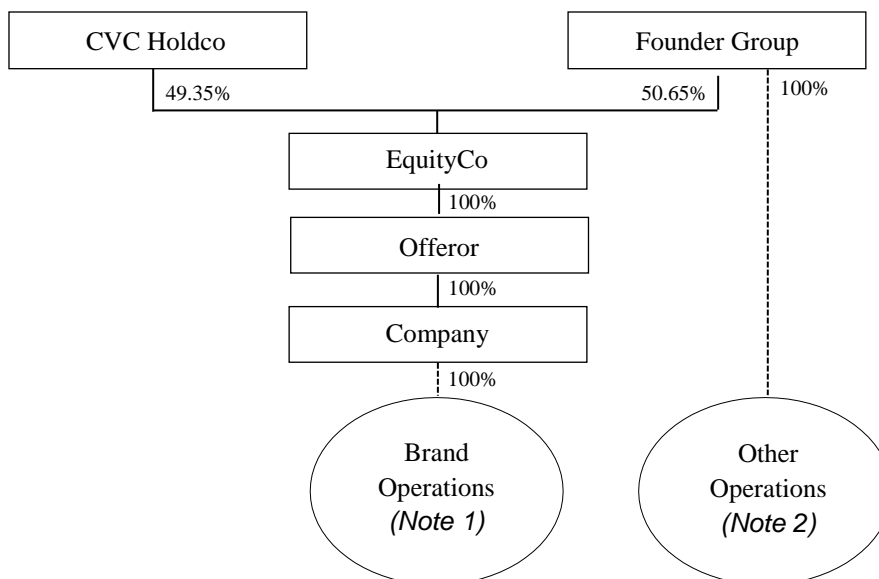 CVC Holdco
Founder Group
49.35%
50.65%
100%
EquityCo
100%
Offeror
100%
Company
100%
Brand
Operations
(Note 1)
Other
Operations
(Note 2)